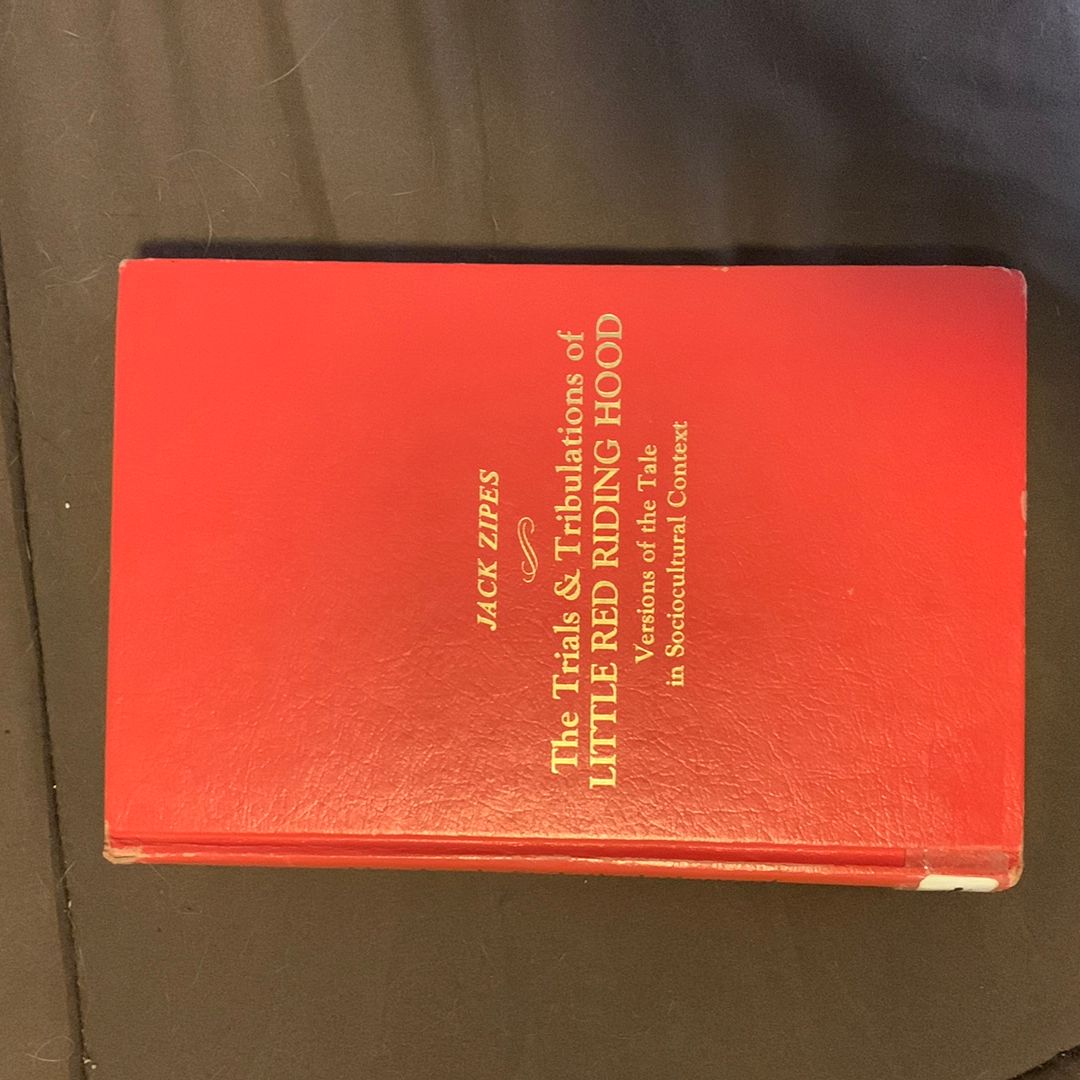 JACK ZIPES
The Trials & Tribulations of
LITTLE RED RIDING HOOD
Versions of the Tale
in Sociocultural Context